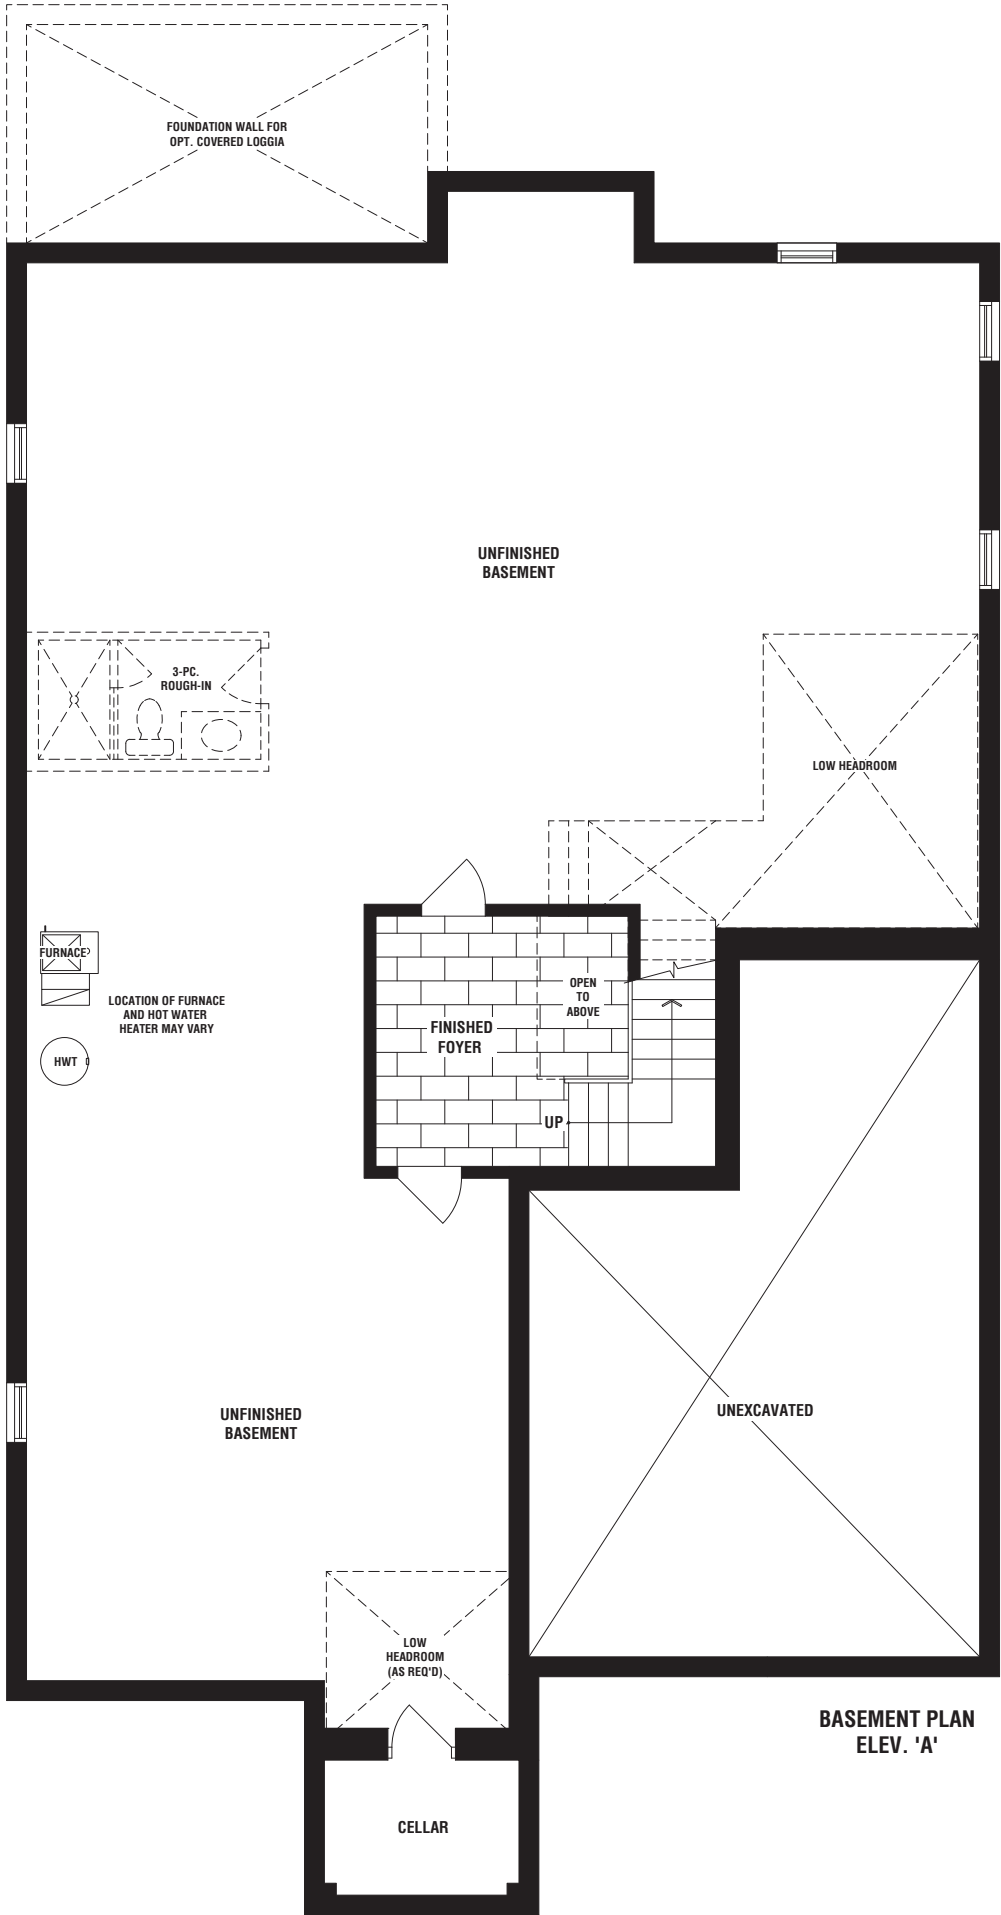 FOUNDATION WALL FOR
OPT. COVERED LOGGIA
UNFINISHED
BASEMENT
3-PC.
ROUGH-IN
LOW HEADROOM
FURNACE
LOCATION OF FURNACE
AND HOT WATER
HEATER MAY VARY
HWT
OPEN
TO
ABOVE
FINISHED
FOYER
UP
UNFINISHED
BASEMENT
UNEXCAVATED
LOW
HEADROOM
(AS REQ'D)
BASEMENT PLAN
ELEV. 'A'
CELLAR